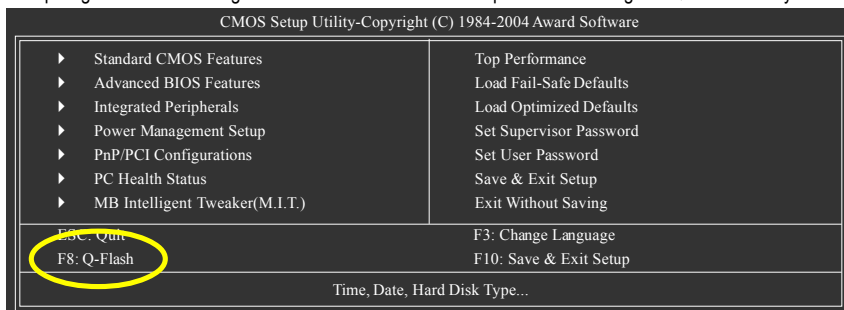 CMOS Setup Utility-Copyright (C) 1984-2004 Award Software
Standard CMOS Features
Advanced BIOS Features
Integrated Peripherals
Power Management Setup
PnP/PCI Configurations
PC Health Status
MB Intelligent Tweaker(M.I.T.)
Top Performance
Load Fail-Safe Defaults
Load Optimized Defaults
Set Supervisor Password
Set User Password
Save & Exit Setup
Exit Without Saving
ESC: Quit
F8: Q-Flash
F3: Change Language
F10: Save & Exit Setup
Time, Date, Hard Disk Type...